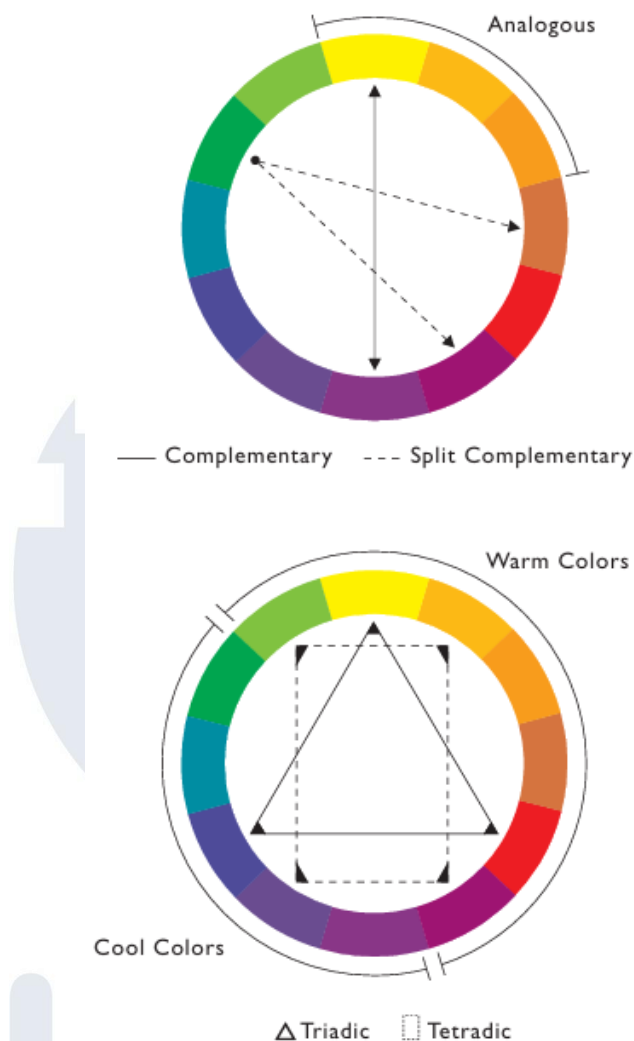 Analogous
Complementary Split Complementary
Warm Colors
Cool Colors
Triadic Tetradic